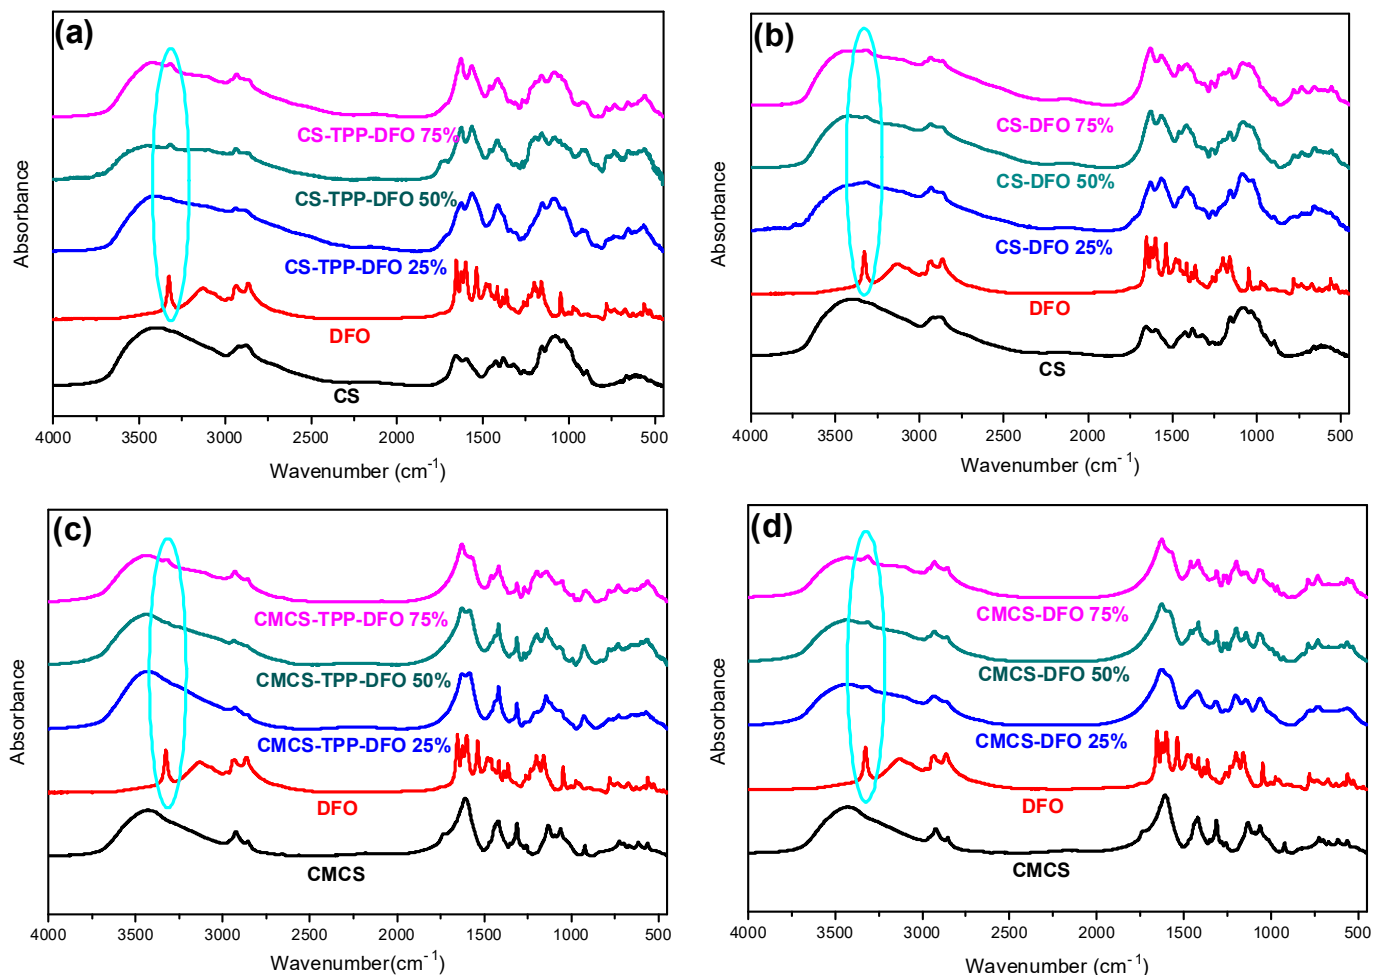 (a)
CS-TPP-DFO 75%
CS-TPP-DFO 50%
CS-TPP-DFO 25%
DFO
CS
Absorbance
4000 3500 3000 2500 2000 1500 1000 500
Wavenumber (cm⁻¹)
(b)
CS-DFO 75%
CS-DFO 50%
CS-DFO 25%
DFO
CS
Absorbance
4000 3500 3000 2500 2000 1500 1000 500
Wavenumber (cm⁻¹)
(c)
CMCS-TPP-DFO 75%
CMCS-TPP-DFO 50%
CMCS-TPP-DFO 25%
DFO
CMCS
Absorbance
4000 3500 3000 2500 2000 1500 1000 500
Wavenumber(cm⁻¹)
(d)
CMCS-DFO 75%
CMCS-DFO 50%
CMCS-DFO 25%
DFO
CMCS
Absorbance
4000 3500 3000 2500 2000 1500 1000 500
Wavenumber (cm⁻¹)